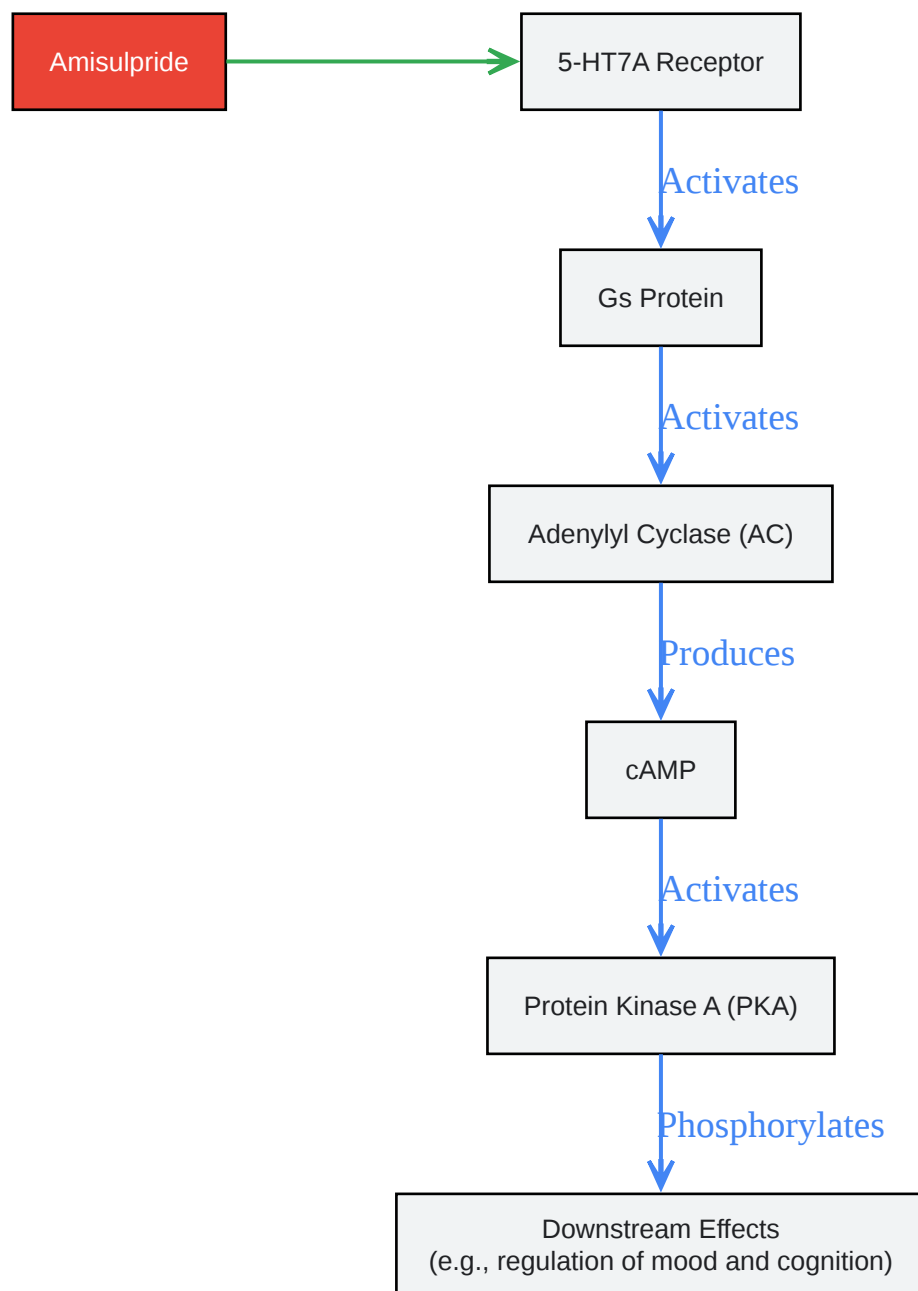 Amisulpride
5-HT7A Receptor
Activates
Gs Protein
Activates
Adenylyl Cyclase (AC)
Produces
cAMP
Activates
Protein Kinase A (PKA)
Phosphorylates
Downstream Effects
(e.g., regulation of mood and cognition)